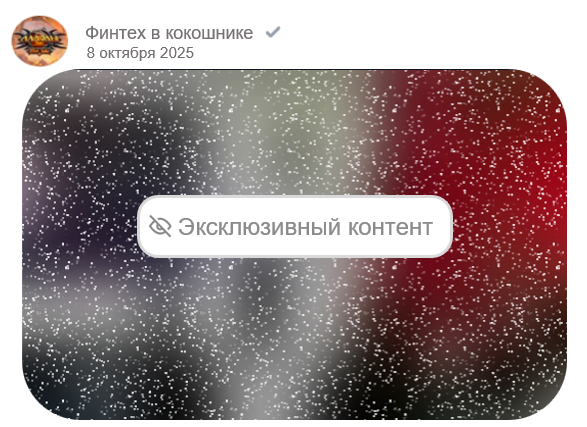 Финтех в кокошнике
8 октября 2025
Эксклюзивный контент